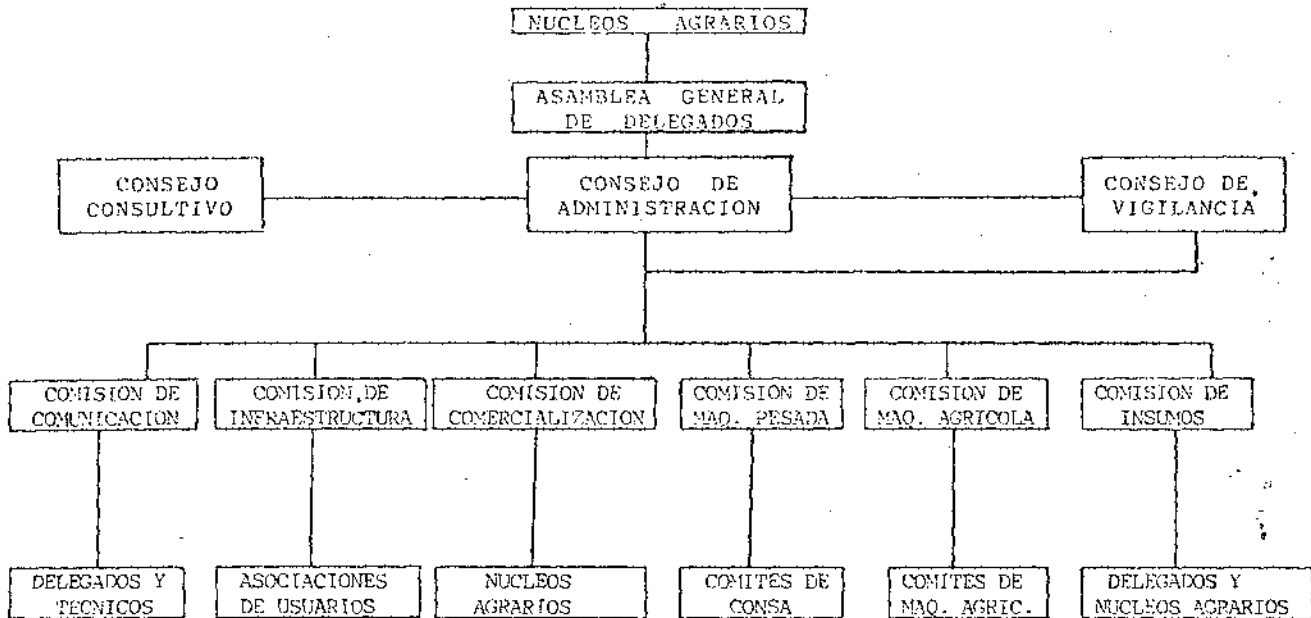 NUCLEOS AGRARIOS
ASAMBLEA GENERAL
DE DELEGADOS
CONSEJO
CONSULTIVO
CONSEJO DE
ADMINISTRACION
CONSEJO DE
VIGILANCIA
COMISION DE
COMUNICACION
COMISION DE
INFRAESTRUCTURA
COMISION DE
COMERCIALIZACION
COMISION DE
MAQ. PESADA
COMISION DE
MAQ. AGRICOLA
COMISION DE
INSUMOS
DELEGADOS Y
TECNICOS
ASOCIACIONES
DE USUARIOS
NUCLEOS
AGRARIOS
COMITES DE
CONSA
COMITES DE
MAQ. AGRIC.
DELEGADOS Y
NUCLEOS AGRARIOS